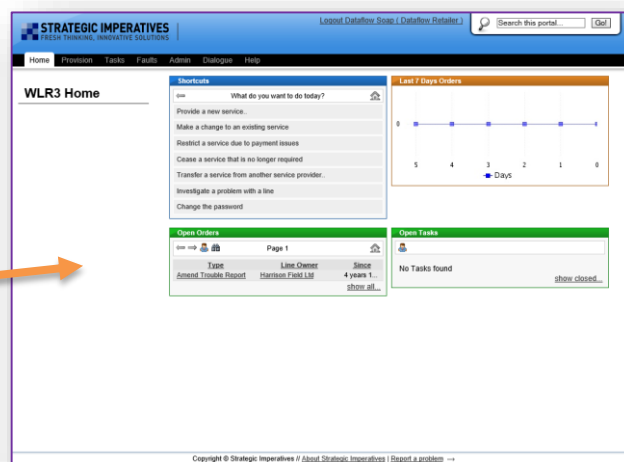 STRATEGIC IMPERATIVES
FRESH THINKING, INNOVATIVE SOLUTIONS
Logout Dataflow Soap ( Dataflow Retailer )
Search this portal...
Go!
Home Provision Tasks Faults Admin Dialogue Help
WLR3 Home
Shortcuts
What do you want to do today?
Provide a new service..
Make a change to an existing service
Restrict a service due to payment issues
Cease a service that is no longer required
Transfer a service from another service provider..
Investigate a problem with a line
Change the password
Last 7 Days Orders
0
5 4 3 2 1 0
Days
Open Orders
Page 1
Type Line Owner Since
Amend Trouble Report Harrison Field Ltd 4 years 1...
show all...
Open Tasks
No Tasks found
show closed...
Copyright © Strategic Imperatives // About Strategic Imperatives | Report a problem →